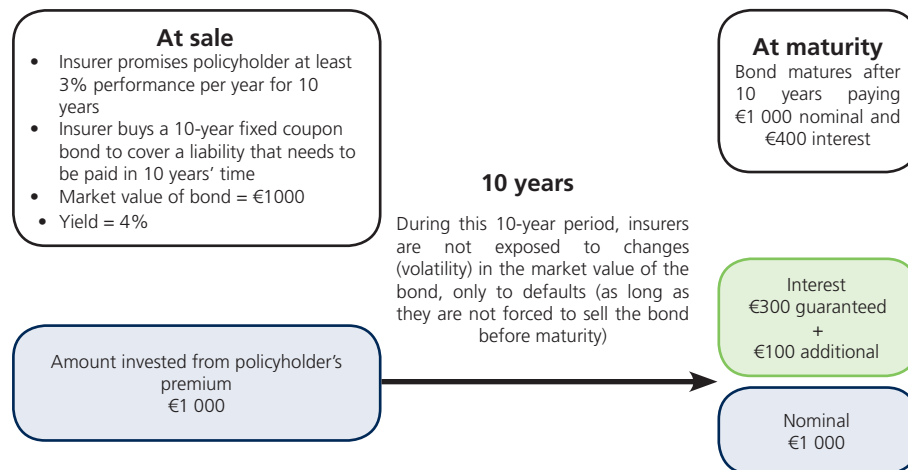 At sale
• Insurer promises policyholder at least
3% performance per year for 10
years
• Insurer buys a 10-year fixed coupon
bond to cover a liability that needs to
be paid in 10 years’ time
• Market value of bond = €1000
• Yield = 4%
Amount invested from policyholder’s
premium
€1 000
10 years
During this 10-year period, insurers
are not exposed to changes
(volatility) in the market value of the
bond, only to defaults (as long as
they are not forced to sell the bond
before maturity)
At maturity
Bond matures after
10 years paying
€1 000 nominal and
€400 interest
Interest
€300 guaranteed
+
€100 additional
Nominal
€1 000